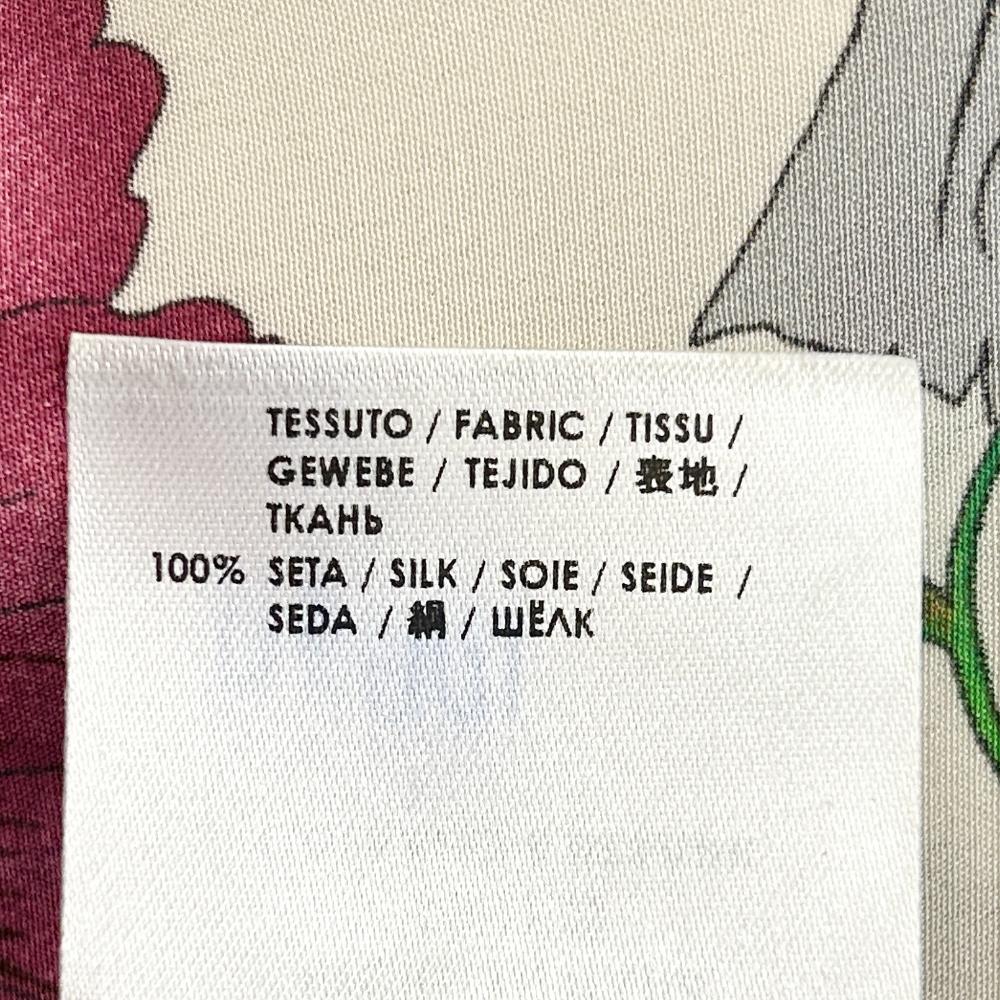 TESSUTO / FABRIC / TISSU /
GEWEBE / TEJIDO / 表地 /
ТКАНЬ
100% SETA / SILK / SOIE / SEIDE /
SEDA / 絹 / ШЁЛК